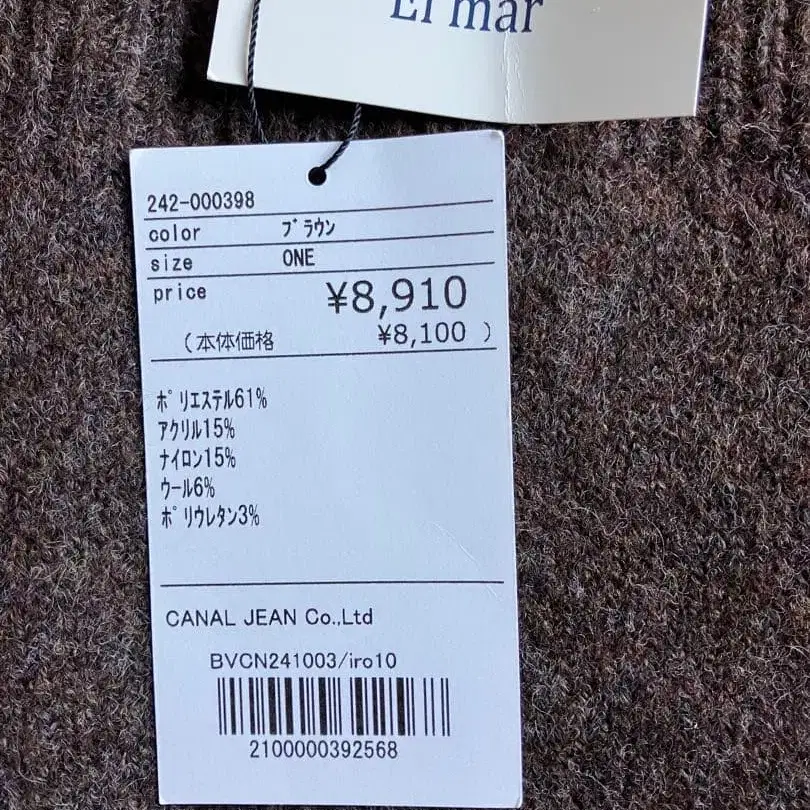 El mar
242-000398
color ﾌﾞﾗｳﾝ
size ONE
price ¥8,910
(本体価格 ¥8,100 )
ﾎﾟﾘｴｽﾃﾙ61%
ｱｸﾘﾙ15%
ﾅｲﾛﾝ15%
ｳｰﾙ6%
ﾎﾟﾘｳﾚﾀﾝ3%
CANAL JEAN Co.,Ltd
BVCN241003/iro10
2100000392568